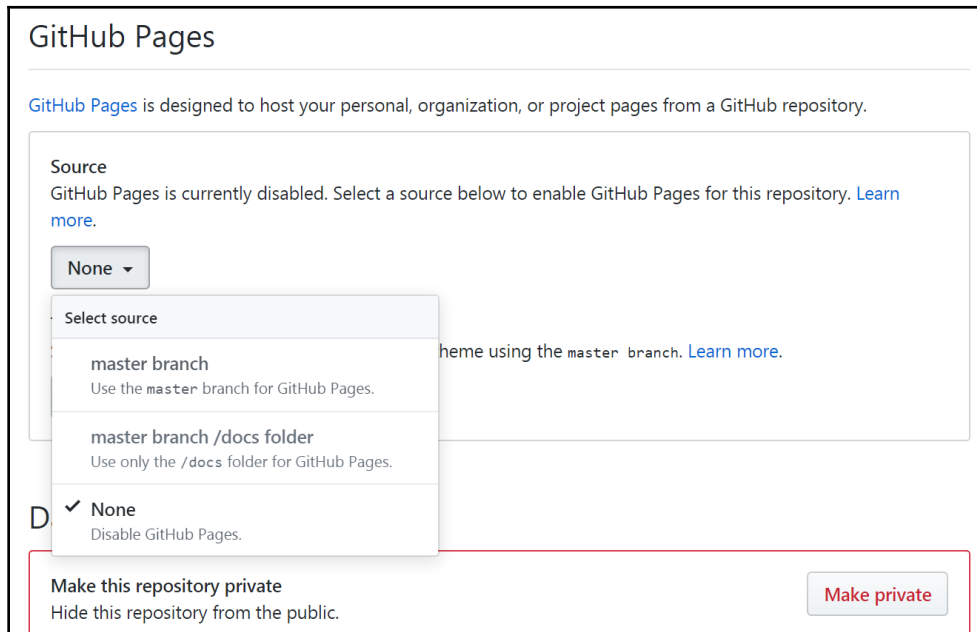 GitHub Pages
GitHub Pages is designed to host your personal, organization, or project pages from a GitHub repository.
Source
GitHub Pages is currently disabled. Select a source below to enable GitHub Pages for this repository. Learn
more.
None
Select source
heme using the master branch. Learn more.
master branch
Use the master branch for GitHub Pages.
master branch /docs folder
Use only the /docs folder for GitHub Pages.
None
D
Disable GitHub Pages.
Make this repository private
Make private
Hide this repository from the public.